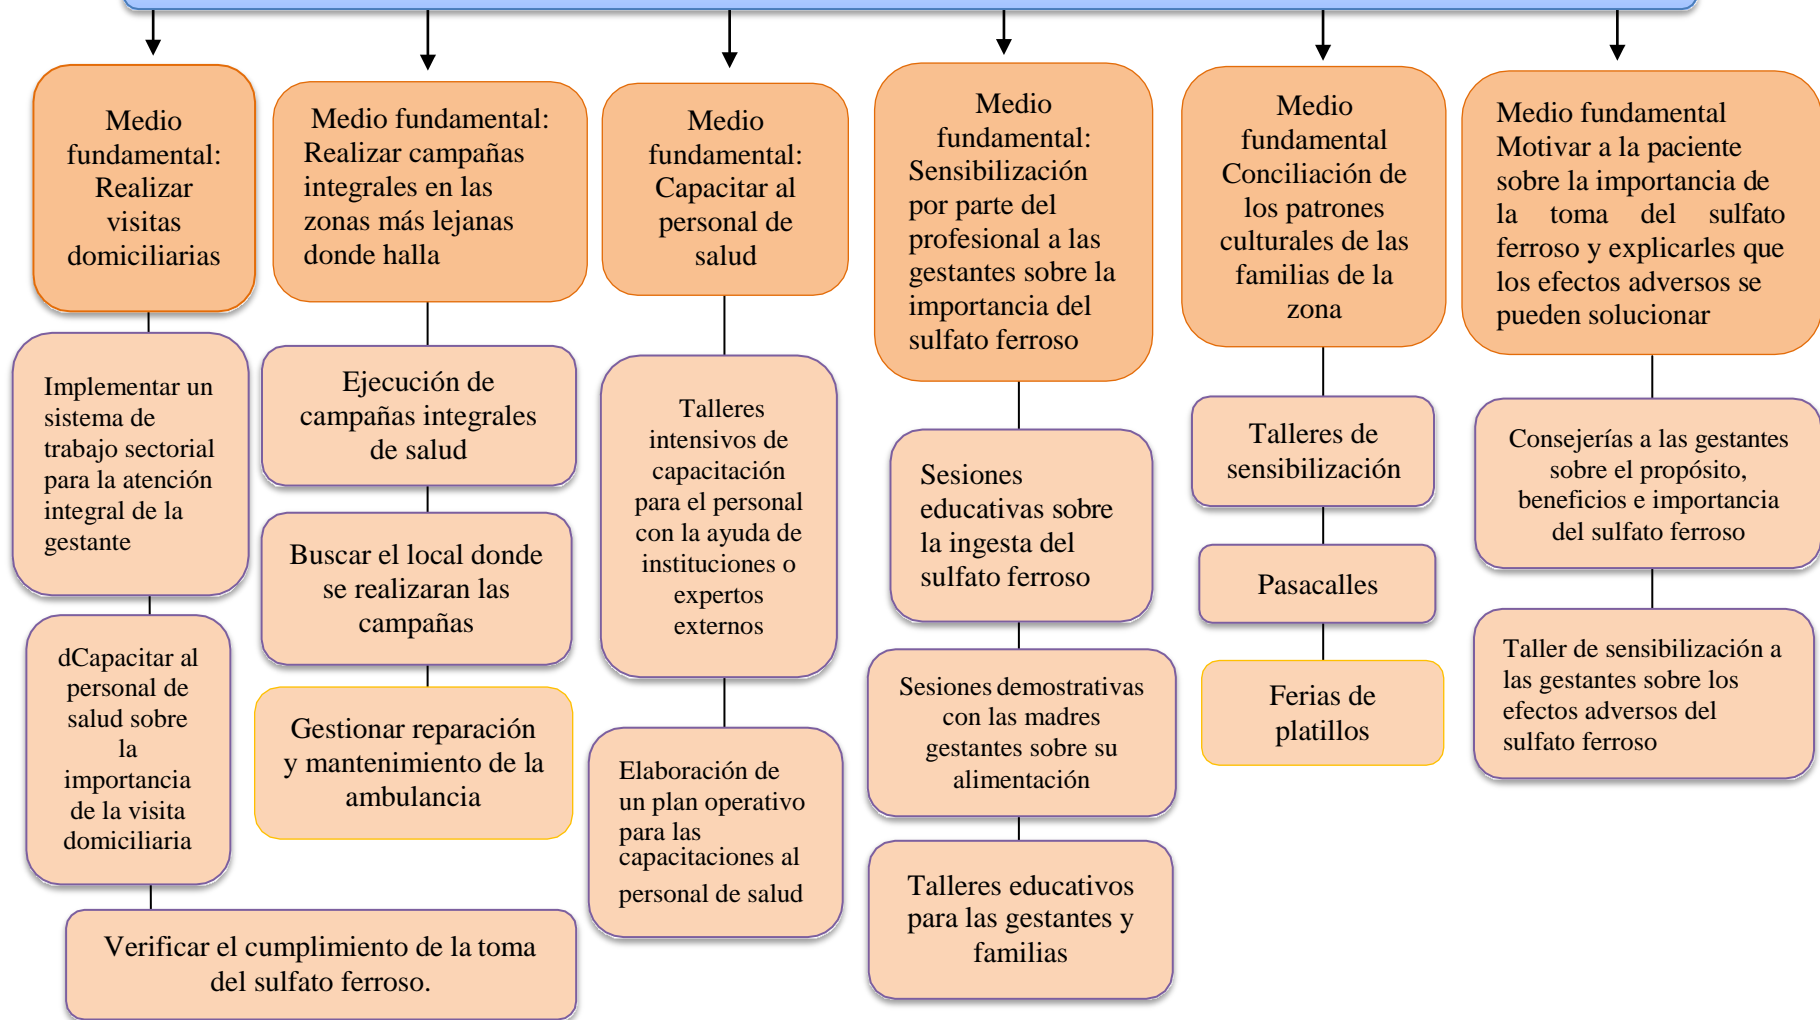 Medio
fundamental:
Realizar
visitas
domiciliarias
Implementar un
sistema de
trabajo sectorial
para la atención
integral de la
gestante
dCapacitar al
personal de
salud sobre
la
importancia
de la visita
domiciliaria
Verificar el cumplimiento de la toma
del sulfato ferroso.
Medio fundamental:
Realizar campañas
integrales en las
zonas más lejanas
donde halla
Ejecución de
campañas integrales
de salud
Buscar el local donde
se realizaran las
campañas
Gestionar reparación
y mantenimiento de la
ambulancia
Medio
fundamental:
Capacitar al
personal de
salud
Talleres
intensivos de
capacitación
para el personal
con la ayuda de
instituciones o
expertos
externos
Elaboración de
un plan operativo
para las
capacitaciones al
personal de salud
Medio
fundamental:
Sensibilización
por parte del
profesional a las
gestantes sobre la
importancia del
sulfato ferroso
Sesiones
educativas sobre
la ingesta del
sulfato ferroso
Sesiones demostrativas
con las madres
gestantes sobre su
alimentación
Talleres educativos
para las gestantes y
familias
Medio
fundamental
Conciliación de
los patrones
culturales de las
familias de la
zona
Talleres de
sensibilización
Pasacalles
Ferias de
platillos
Medio fundamental
Motivar a la paciente
sobre la importancia de
la toma del sulfato
ferroso y explicarles que
los efectos adversos se
pueden solucionar
Consejerías a las gestantes
sobre el propósito,
beneficios e importancia
del sulfato ferroso
Taller de sensibilización a
las gestantes sobre los
efectos adversos del
sulfato ferroso